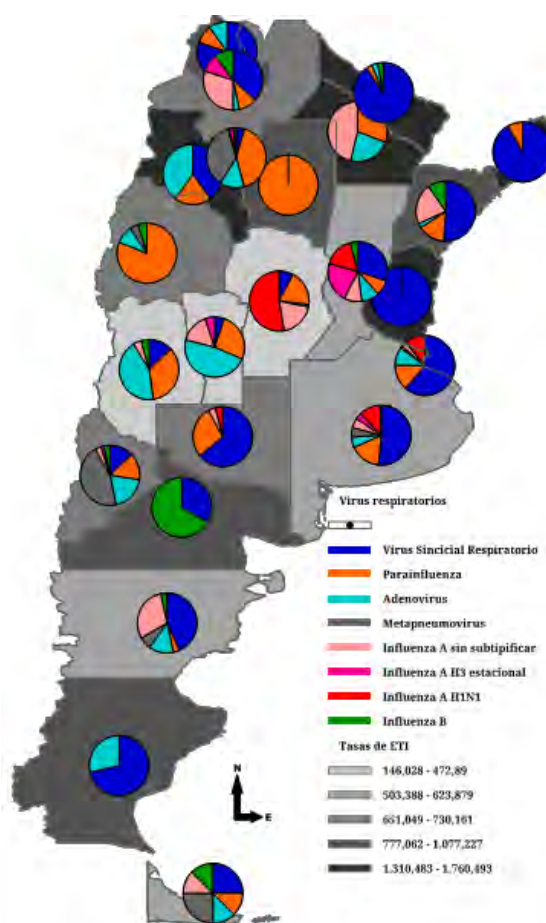 Virus respiratorios
Virus Sincicial Respiratorio
Parainfluenza
Adenovirus
Metapneumovirus
Influenza A sin subtipificar
Influenza A H3 estacional
Influenza A H1N1
Influenza B
Tasas de ETI
146,028 - 472,89
503,388 - 623,879
661,049 - 730,161
777,062 - 1.077,227
1.310,483 - 1.760,493
N
E